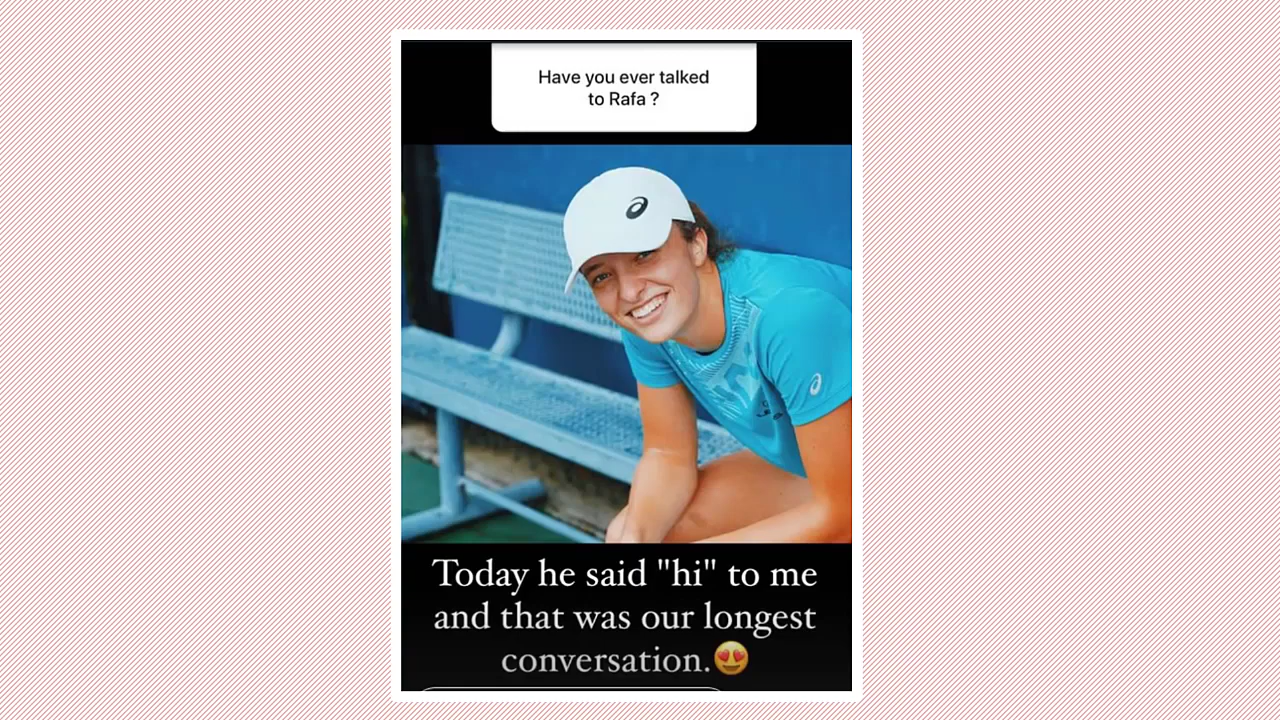 Have you ever talked
to Rafa ?
Today he said "hi" to me
and that was our longest
conversation.😍